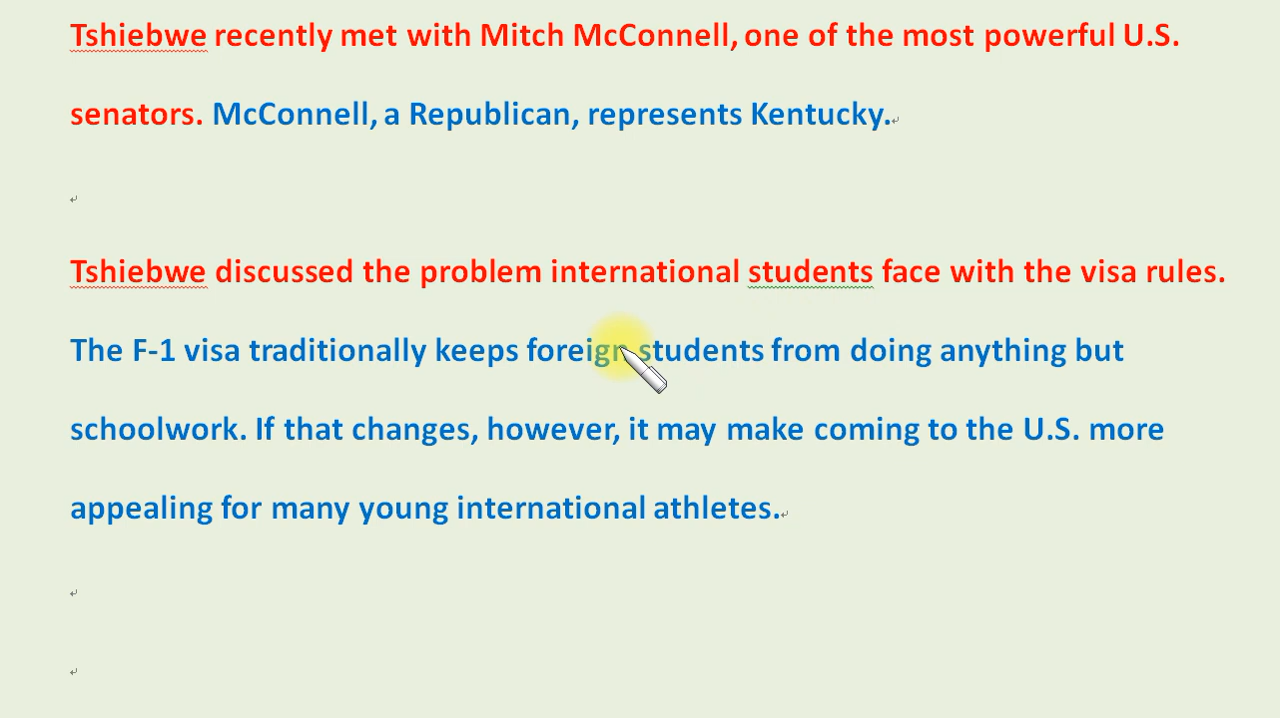 Tshiebwe recently met with Mitch McConnell, one of the most powerful U.S.
senators. McConnell, a Republican, represents Kentucky.
Tshiebwe discussed the problem international students face with the visa rules.
The F-1 visa traditionally keeps foreign students from doing anything but
schoolwork. If that changes, however, it may make coming to the U.S. more
appealing for many young international athletes.